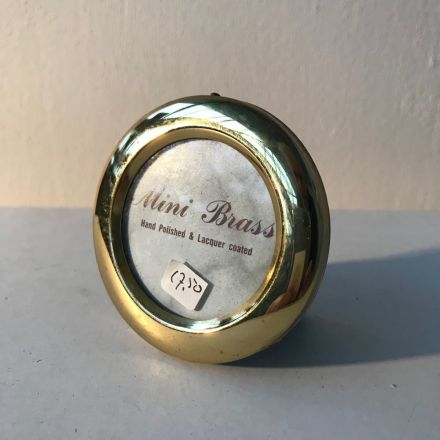 Mini Brass
Hand Polished & Lacquer coated
17.50